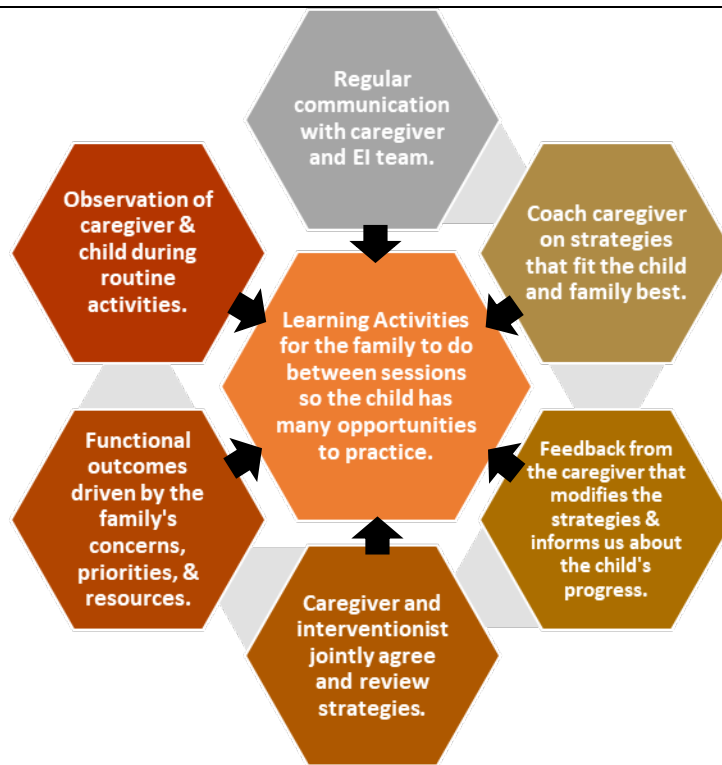 Regular
communication
with caregiver
and EI team.
Observation of
caregiver &
child during
routine
activities.
Coach caregiver
on strategies
that fit the child
and family best.
Learning Activities
for the family to do
between sessions
so the child has
many opportunities
to practice.
Functional
outcomes
driven by the
family's
concerns,
priorities, &
resources.
Feedback from
the caregiver that
modifies the
strategies &
informs us about
the child's
progress.
Caregiver and
interventionist
jointly agree
and review
strategies.